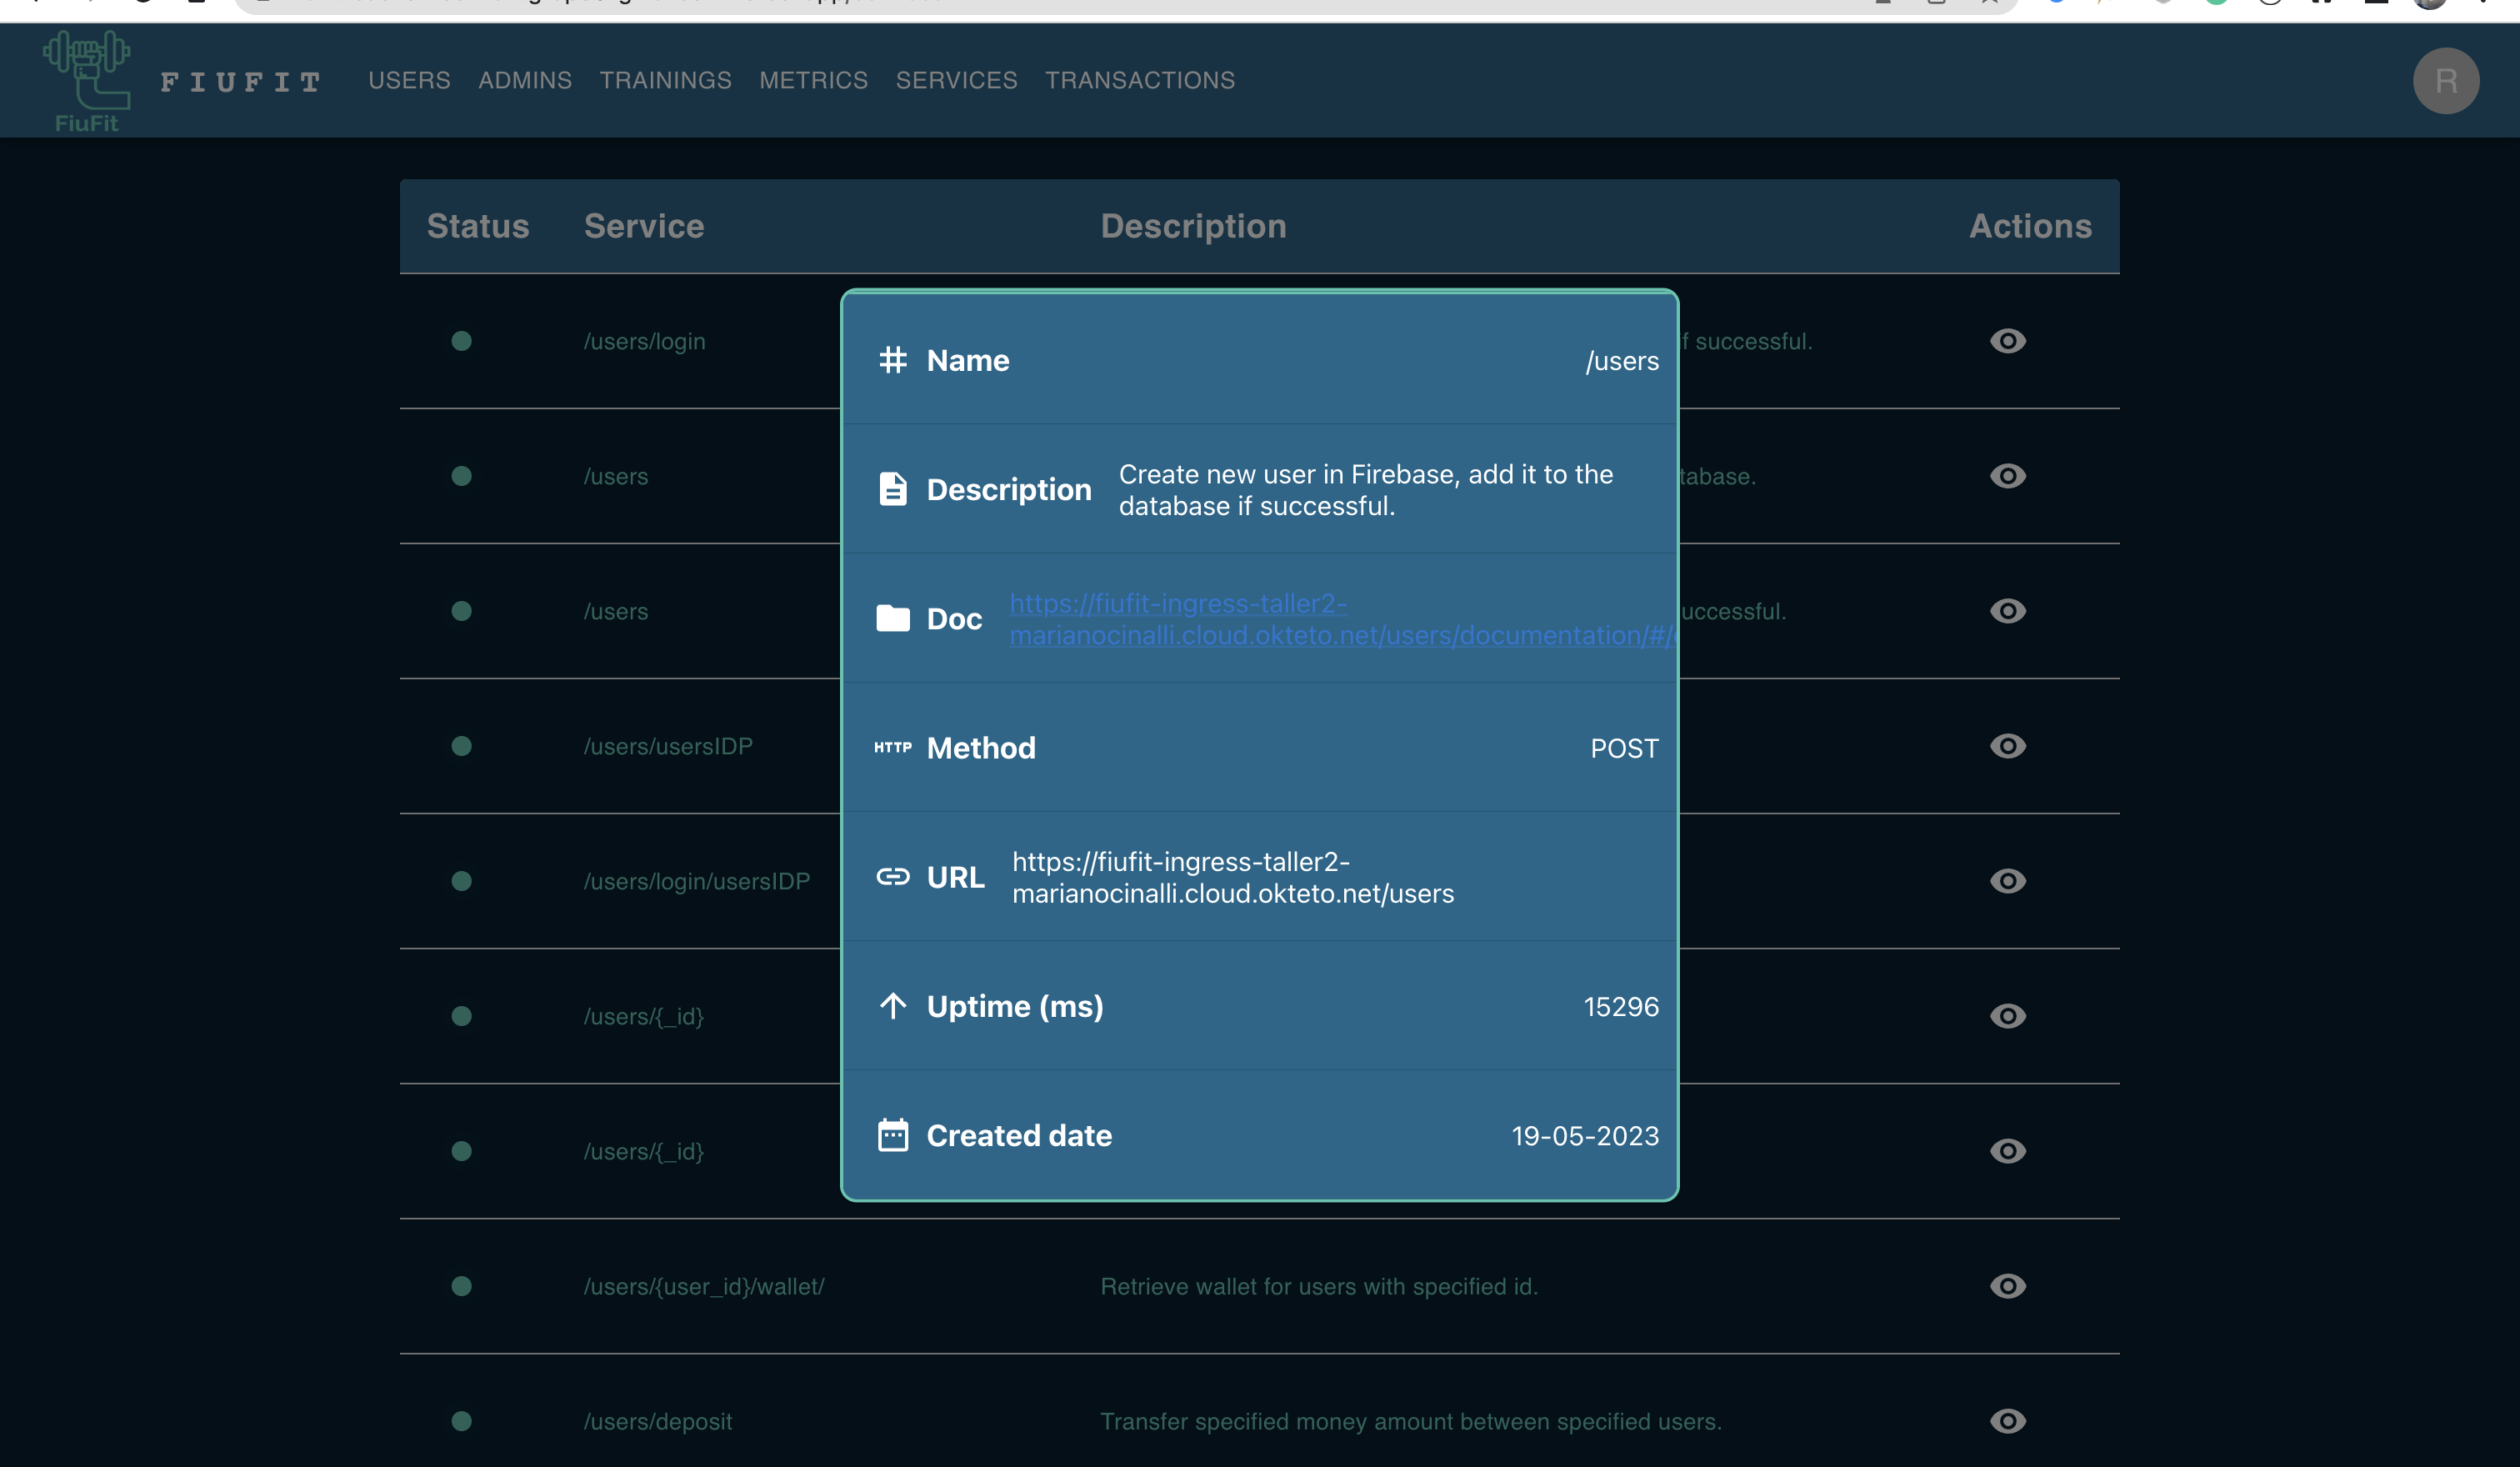 FiuFit
FIUFIT USERS ADMINS TRAININGS METRICS SERVICES TRANSACTIONS R
Status Service Description Actions
/users/login f successful.
/users tabase.
/users uccessful.
/users/usersIDP
/users/login/usersIDP
/users/{_id}
/users/{_id}
/users/{user_id}/wallet/ Retrieve wallet for users with specified id.
/users/deposit Transfer specified money amount between specified users.
Name /users
Description Create new user in Firebase, add it to the
database if successful.
Doc https://fiufit-ingress-taller2-
marianocinalli.cloud.okteto.net/users/documentation/#/
HTTP Method POST
URL https://fiufit-ingress-taller2-
marianocinalli.cloud.okteto.net/users
Uptime (ms) 15296
Created date 19-05-2023